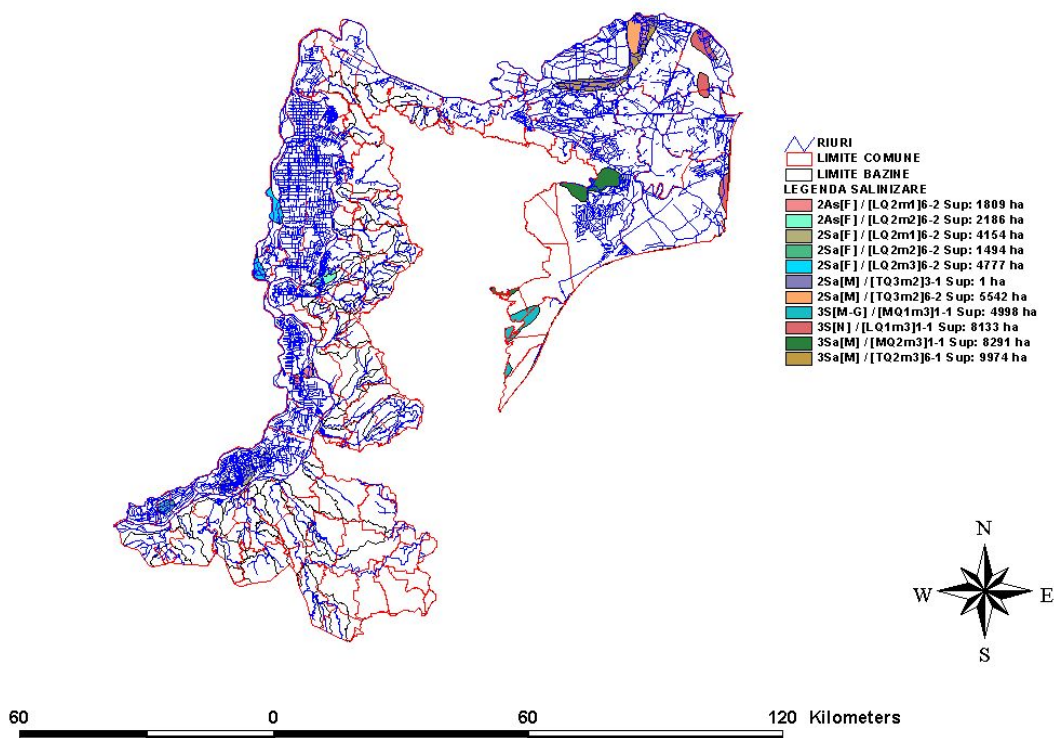 RIURI
LIMITE COMUNE
LIMITE BAZINE
LEGENDA SALINIZARE
2As[F] / [LQ2m1]6-2 Sup: 1809 ha
2As[F] / [LQ2m2]6-2 Sup: 2186 ha
2Sa[F] / [LQ2m1]6-2 Sup: 4154 ha
2Sa[F] / [LQ2m2]6-2 Sup: 1494 ha
2Sa[F] / [LQ2m3]6-2 Sup: 4777 ha
2Sa[M] / [TQ3m2]3-1 Sup: 1 ha
2Sa[M] / [TQ3m2]6-2 Sup: 5542 ha
3S[M-G] / [MQ1m3]1-1 Sup: 4998 ha
3S[N] / [LQ1m3]1-1 Sup: 8133 ha
3Sa[M] / [MQ2m3]1-1 Sup: 8291 ha
3Sa[M] / [TQ2m3]6-1 Sup: 9974 ha
N
W E
S
60 0 60 120 Kilometers